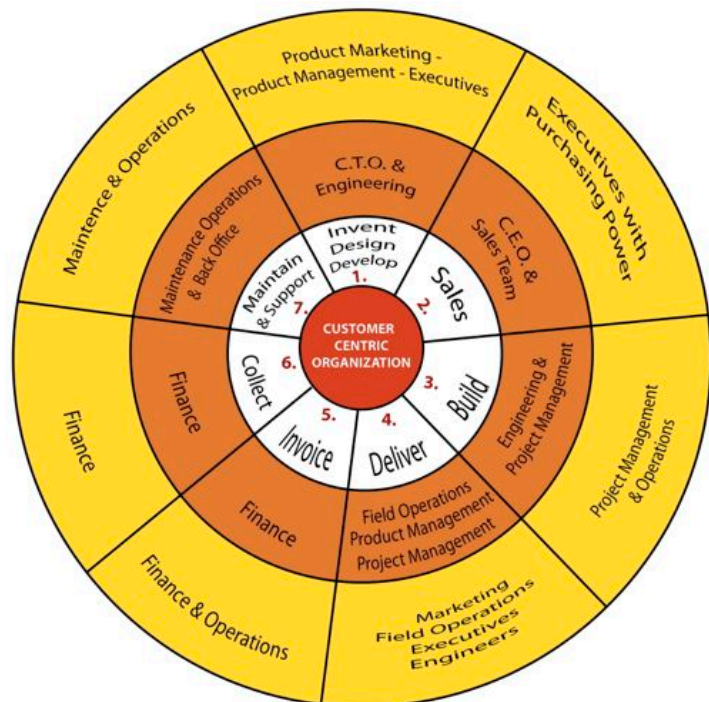 Product Marketing -
Product Management - Executives
Executives with
Purchasing Power
Project Management
& Operations
Marketing
Field Operations
Executives
Engineers
Finance & Operations
Finance
Maintence & Operations
C.T.O. &
Engineering
C.E.O. &
Sales Team
Engineering &
Project Management
Field Operations
Product Management
Project Management
Finance
Finance
Maintenance Operations
& Back Office
Invent
Design
Develop
1.
Sales
2.
Build
3.
Deliver
4.
Invoice
5.
Collect
6.
Maintain
& Support
7.
CUSTOMER
CENTRIC
ORGANIZATION